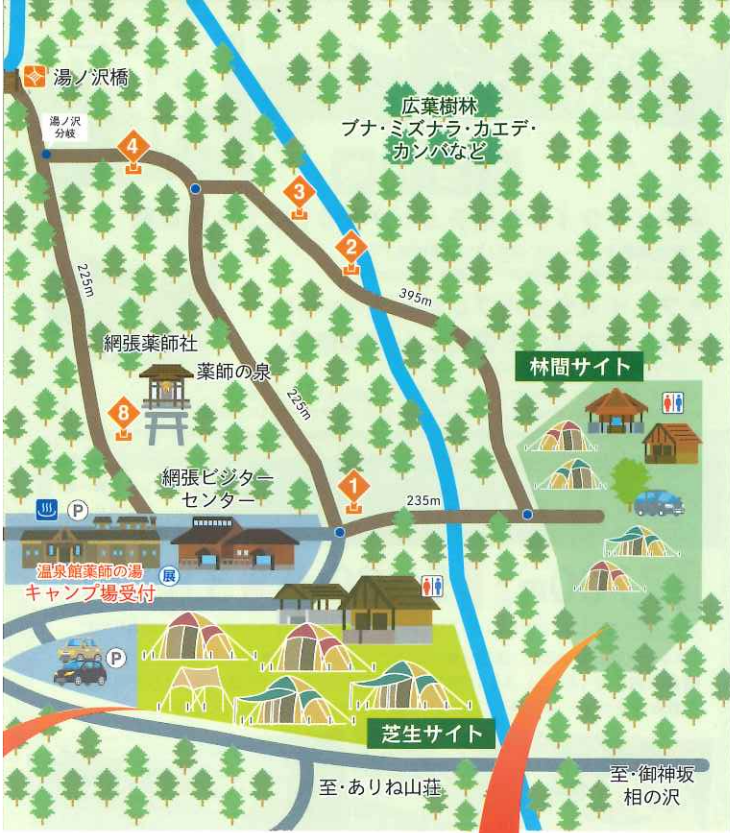 湯ノ沢橋
湯ノ沢
分岐
4
広葉樹林
ブナ・ミズナラ・カエデ・
カンバなど
3
2
225m
395m
網張薬師社
薬師の泉
林間サイト
225m
8
網張ビジター
センター
1
235m
P
温泉館薬師の湯
展
キャンプ場受付
P
芝生サイト
至・ありね山荘
至・御神坂
相の沢